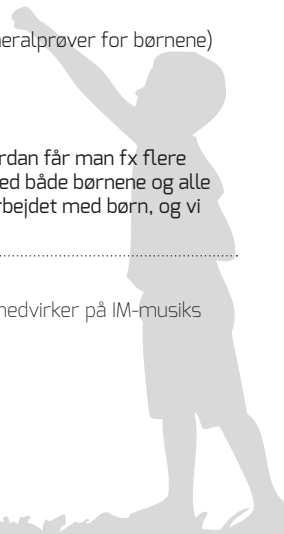 neralprøver for børnene)
rdan får man fx flere
ed både børnene og alle
rbejdet med børn, og vi
nedvirker på IM-musiks